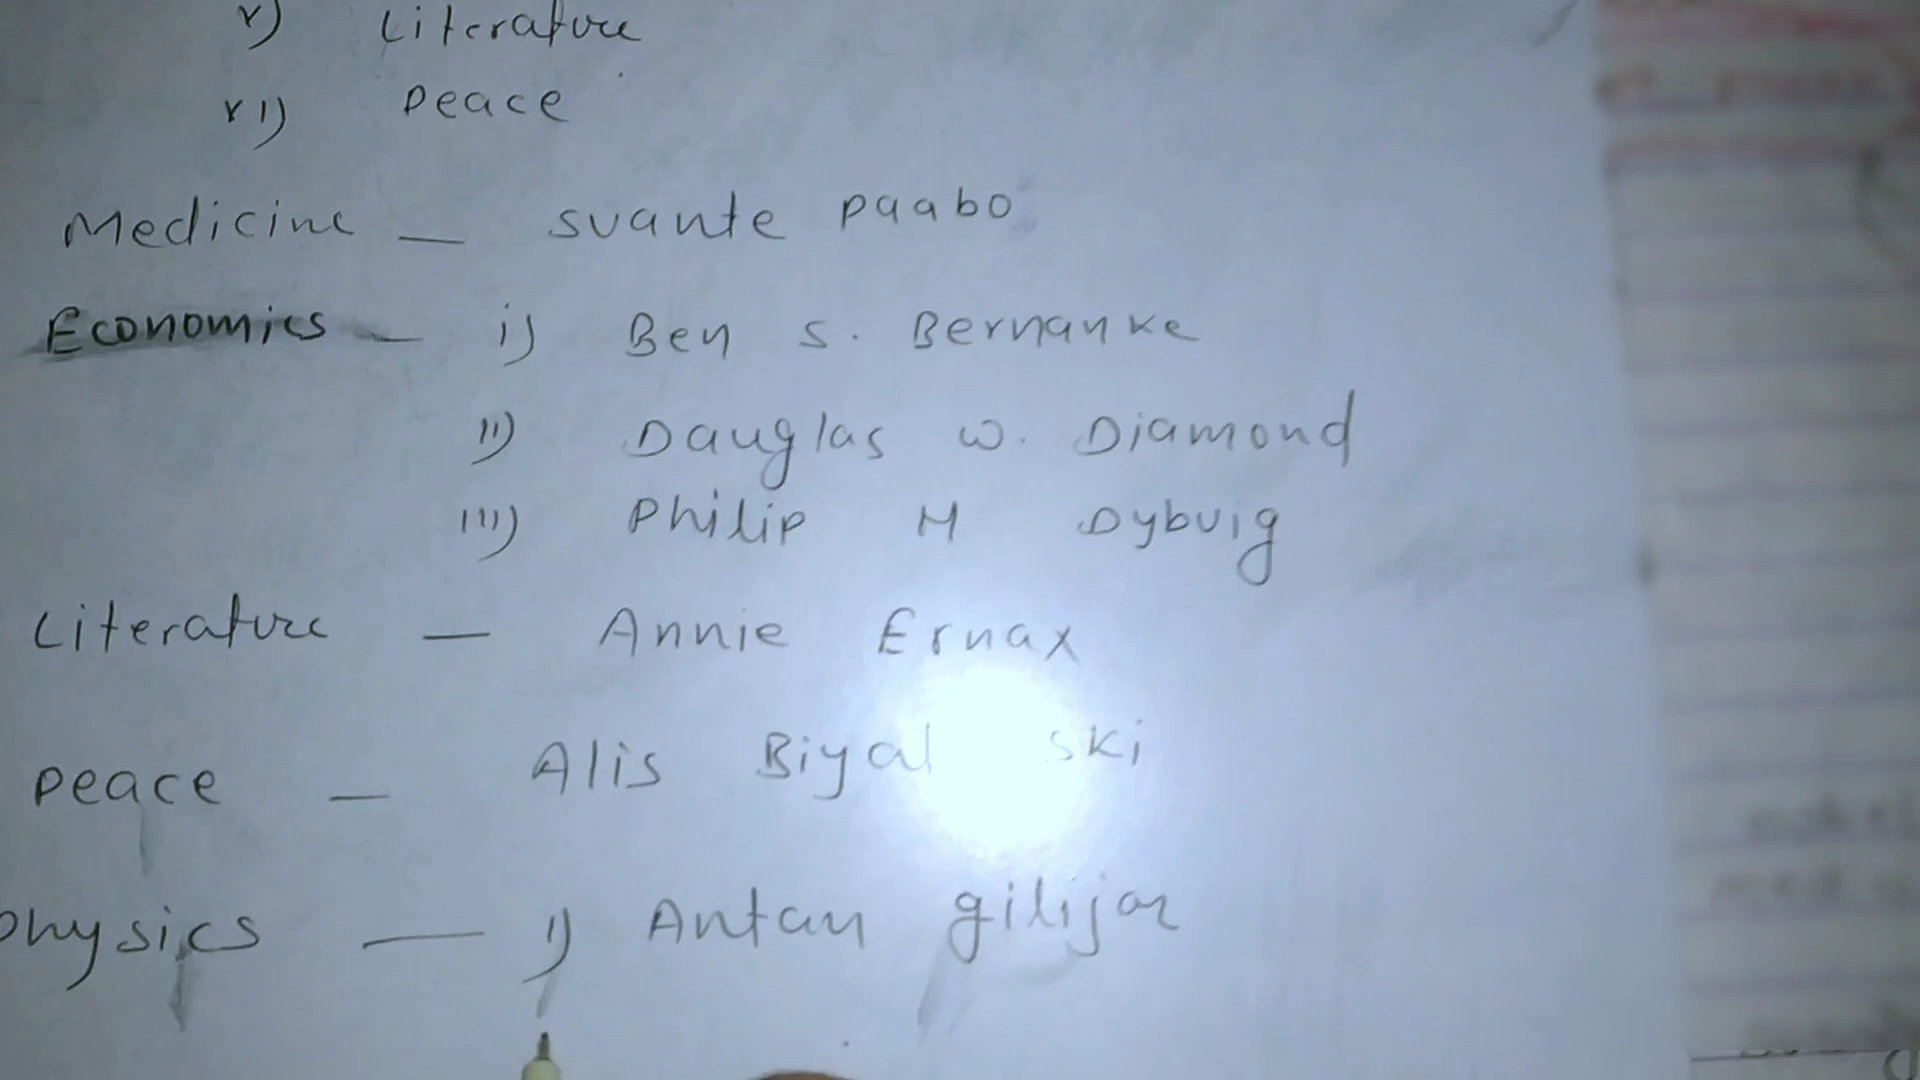 v) Literature
vi) Peace
Medicine — svante paabo
Economics — i) Ben S. Bernanke
ii) Dauglas W. Diamond
iii) Philip H Dybvig
Literature — Annie Ernax
Peace — Alis Biyal ski
Physics — i) Antan gilijar